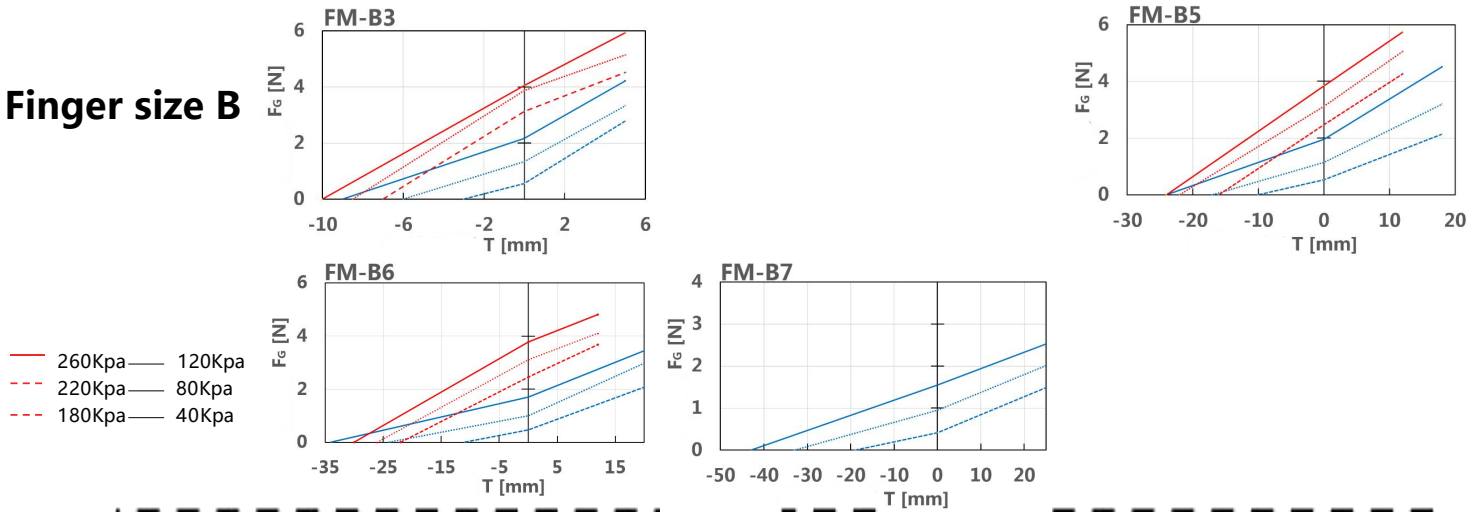 FM-B3
6
4
2
0
FG [N]
-10 -6 -2 2 6
T [mm]
FM-B5
6
4
2
0
FG [N]
-30 -20 -10 0 10 20
T [mm]
Finger size B
FM-B6
6
4
2
0
FG [N]
-35 -25 -15 -5 5 15
T [mm]
FM-B7
4
3
2
1
0
FG [N]
-50 -40 -30 -20 -10 0 10 20
T [mm]
260Kpa 120Kpa
220Kpa 80Kpa
180Kpa 40Kpa